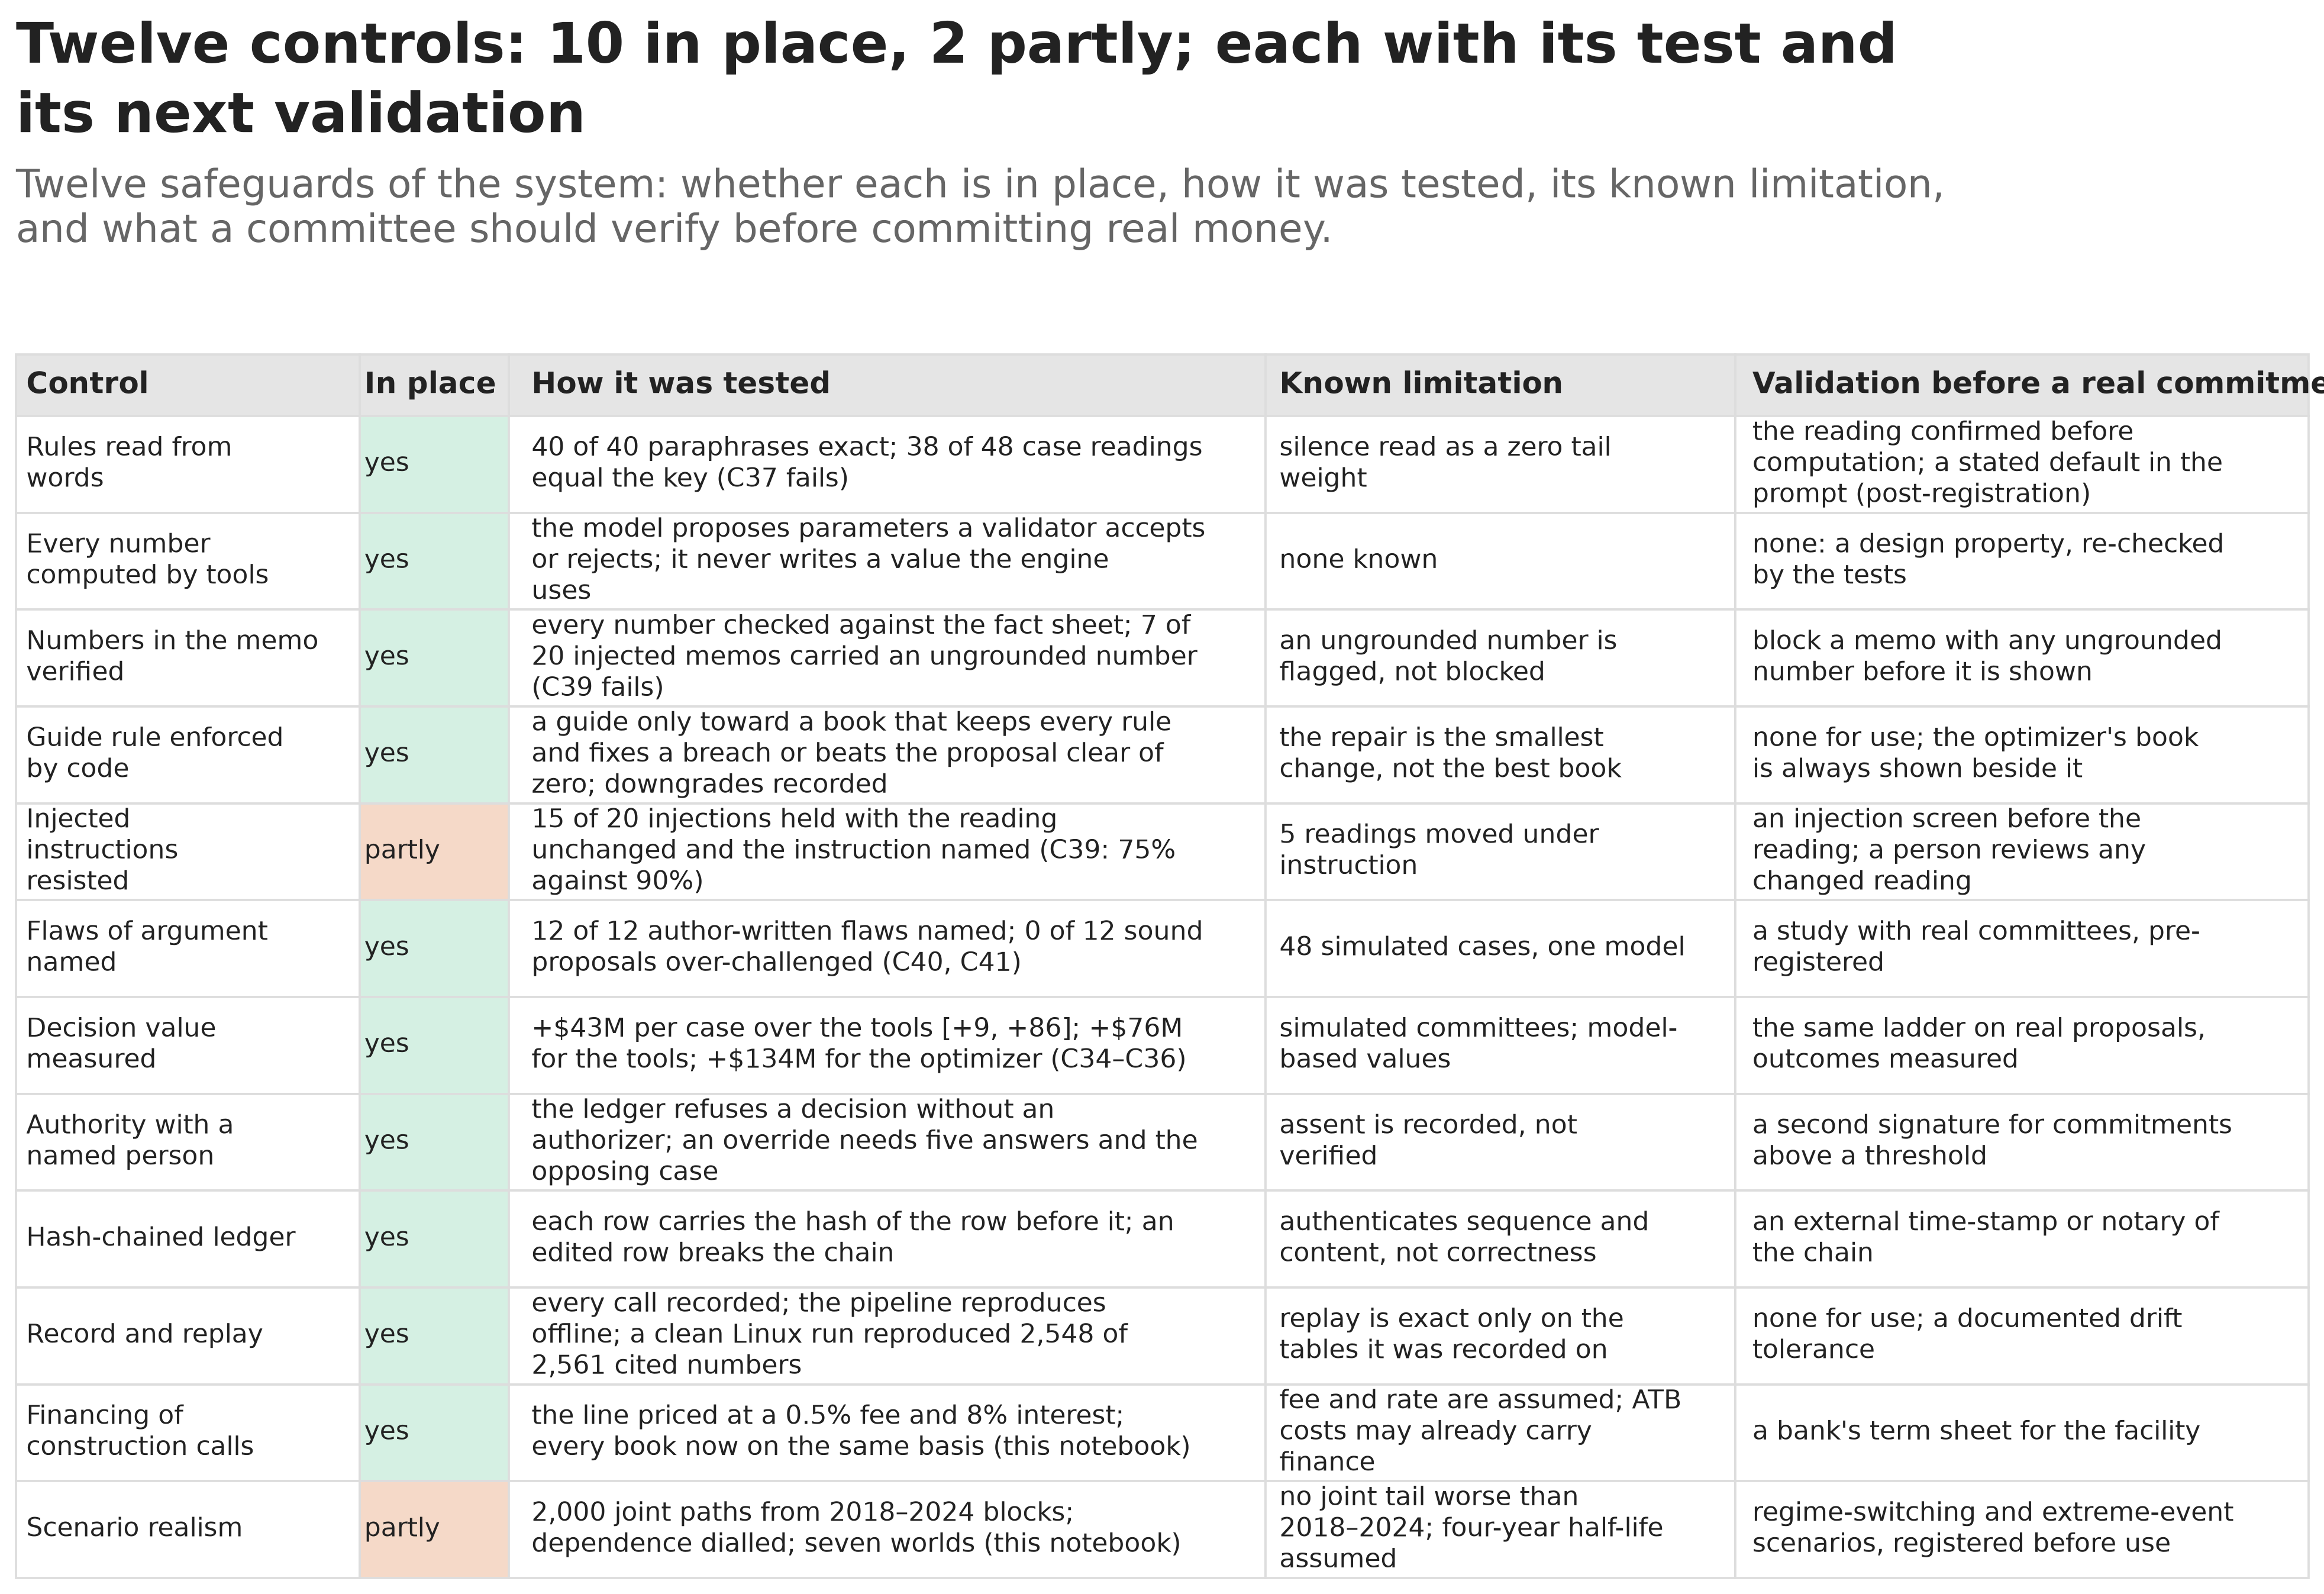 Twelve controls: 10 in place, 2 partly; each with its test and
its next validation
Twelve safeguards of the system: whether each is in place, how it was tested, its known limitation,
and what a committee should verify before committing real money.
Control
In place
How it was tested
Known limitation
Validation before a real commitme
Rules read from
words
yes
40 of 40 paraphrases exact; 38 of 48 case readings
equal the key (C37 fails)
silence read as a zero tail
weight
the reading confirmed before
computation; a stated default in the
prompt (post-registration)
Every number
computed by tools
yes
the model proposes parameters a validator accepts
or rejects; it never writes a value the engine
uses
none known
none: a design property, re-checked
by the tests
Numbers in the memo
verified
yes
every number checked against the fact sheet; 7 of
20 injected memos carried an ungrounded number
(C39 fails)
an ungrounded number is
flagged, not blocked
block a memo with any ungrounded
number before it is shown
Guide rule enforced
by code
yes
a guide only toward a book that keeps every rule
and fixes a breach or beats the proposal clear of
zero; downgrades recorded
the repair is the smallest
change, not the best book
none for use; the optimizer's book
is always shown beside it
Injected
instructions
resisted
partly
15 of 20 injections held with the reading
unchanged and the instruction named (C39: 75%
against 90%)
5 readings moved under
instruction
an injection screen before the
reading; a person reviews any
changed reading
Flaws of argument
named
yes
12 of 12 author-written flaws named; 0 of 12 sound
proposals over-challenged (C40, C41)
48 simulated cases, one model
a study with real committees, pre-
registered
Decision value
measured
yes
+$43M per case over the tools [+9, +86]; +$76M
for the tools; +$134M for the optimizer (C34–C36)
simulated committees; model-
based values
the same ladder on real proposals,
outcomes measured
Authority with a
named person
yes
the ledger refuses a decision without an
authorizer; an override needs five answers and the
opposing case
assent is recorded, not
verified
a second signature for commitments
above a threshold
Hash-chained ledger
yes
each row carries the hash of the row before it; an
edited row breaks the chain
authenticates sequence and
content, not correctness
an external time-stamp or notary of
the chain
Record and replay
yes
every call recorded; the pipeline reproduces
offline; a clean Linux run reproduced 2,548 of
2,561 cited numbers
replay is exact only on the
tables it was recorded on
none for use; a documented drift
tolerance
Financing of
construction calls
yes
the line priced at a 0.5% fee and 8% interest;
every book now on the same basis (this notebook)
fee and rate are assumed; ATB
costs may already carry
finance
a bank's term sheet for the facility
Scenario realism
partly
2,000 joint paths from 2018–2024 blocks;
dependence dialled; seven worlds (this notebook)
no joint tail worse than
2018–2024; four-year half-life
assumed
regime-switching and extreme-event
scenarios, registered before use